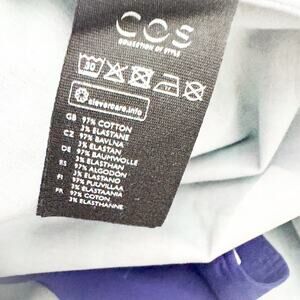 COS
COLLECTION OF STYLE
30
clevercare.info
GB 97% COTTON
3% ELASTANE
CZ 97% BAVLNA
3% ELASTAN
DE 97% BAUMWOLLE
3% ELASTHAN
ES 97% ALGODÓN
3% ELASTANO
FI 97% PUUVILLAA
3% ELASTAANIA
FR 97% COTON
3% ELASTHANNE